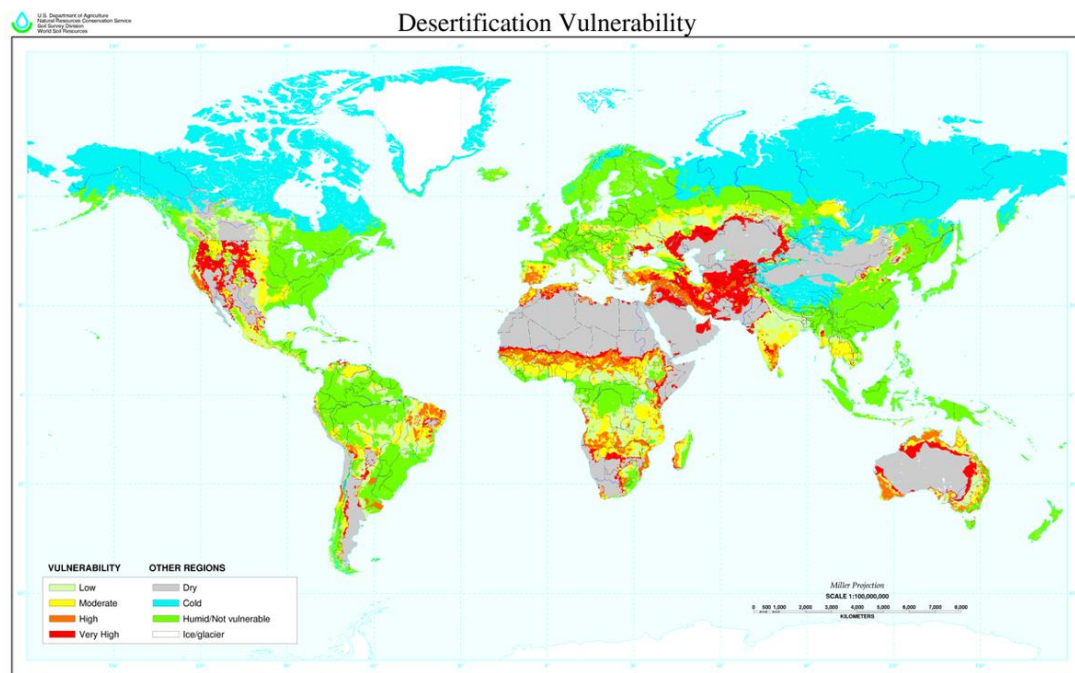 U.S. Department of Agriculture
Natural Resources Conservation Service
Soil Survey Division
World Soil Resources
Desertification Vulnerability
VULNERABILITY
Low
Moderate
High
Very High
OTHER REGIONS
Dry
Cold
Humid/Not vulnerable
Ice/glacier
Miller Projection
SCALE 1:100,000,000
0 500 1,000 2,000 3,000 4,000 5,000 6,000 7,000 8,000
KILOMETERS